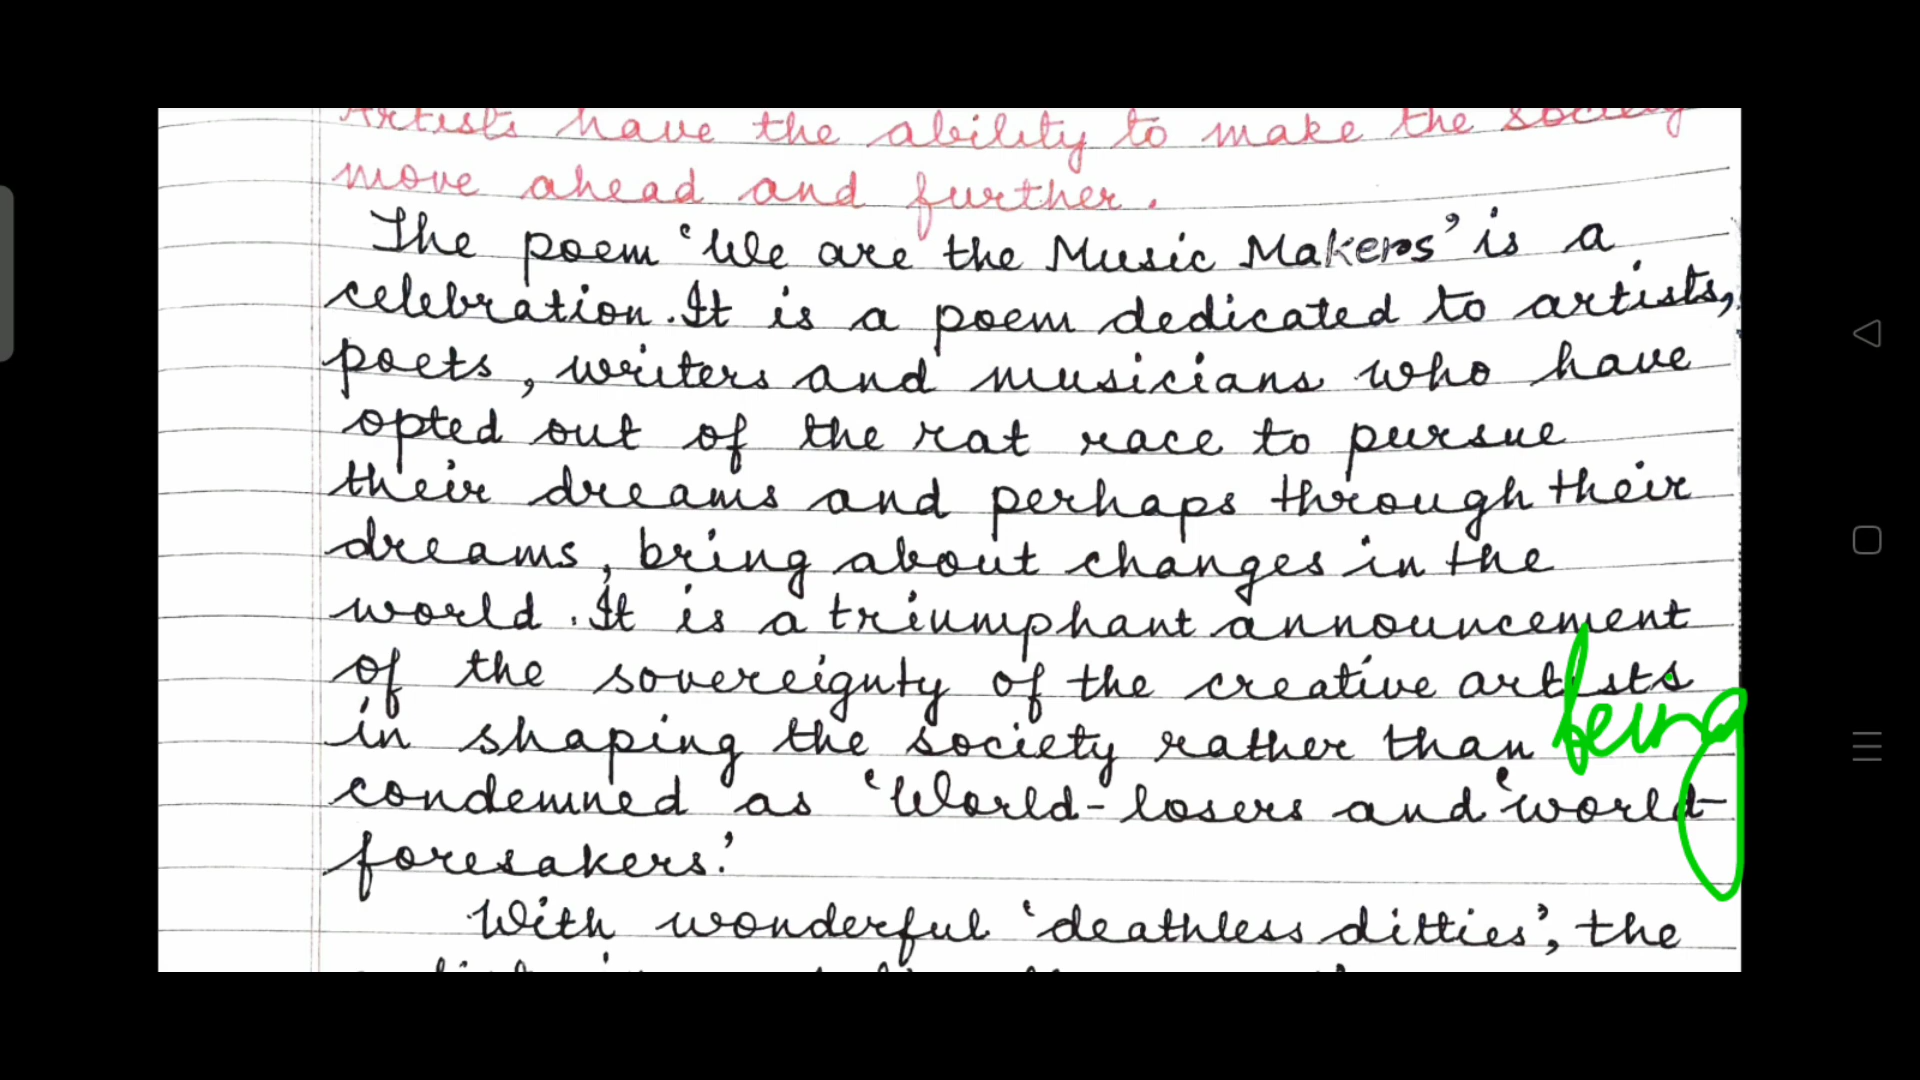 Artists have the ability to make the society
move ahead and further.
The poem 'We are the Music Makers' is a
celebration. It is a poem dedicated to artists,
poets, writers and musicians who have
opted out of the rat race to pursue
their dreams and perhaps through their
dreams, bring about changes in the
world. It is a triumphant announcement
of the sovereignty of the creative artists
in shaping the society rather than being
condemned as 'World-losers and 'world-
foresakers.'
With wonderful 'deathless ditties', the